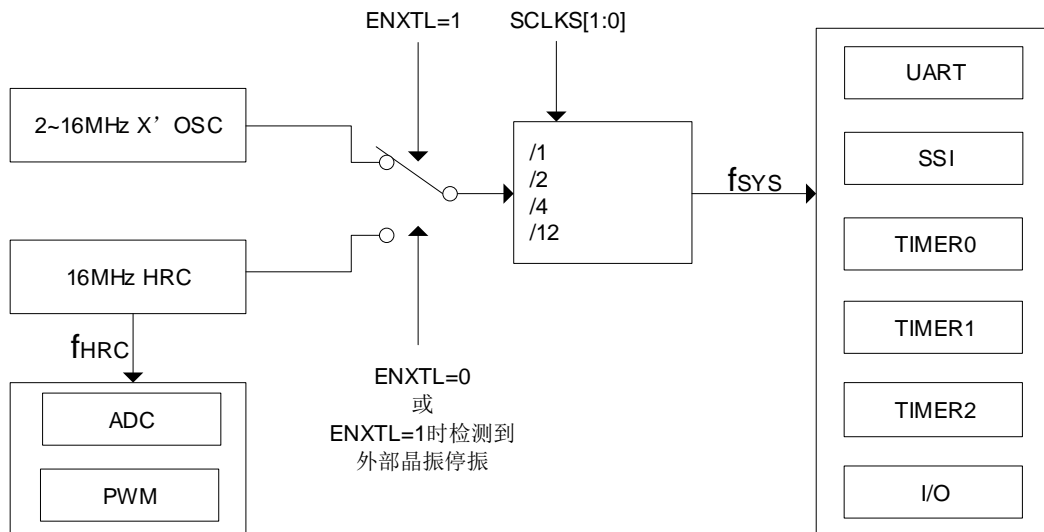 ENXTL=1
SCLKS[1:0]
2~16MHz X’ OSC
16MHz HRC
fHRC
ADC
PWM
/1
/2
/4
/12
ENXTL=0
或
ENXTL=1时检测到
外部晶振停振
fSYS
UART
SSI
TIMER0
TIMER1
TIMER2
I/O